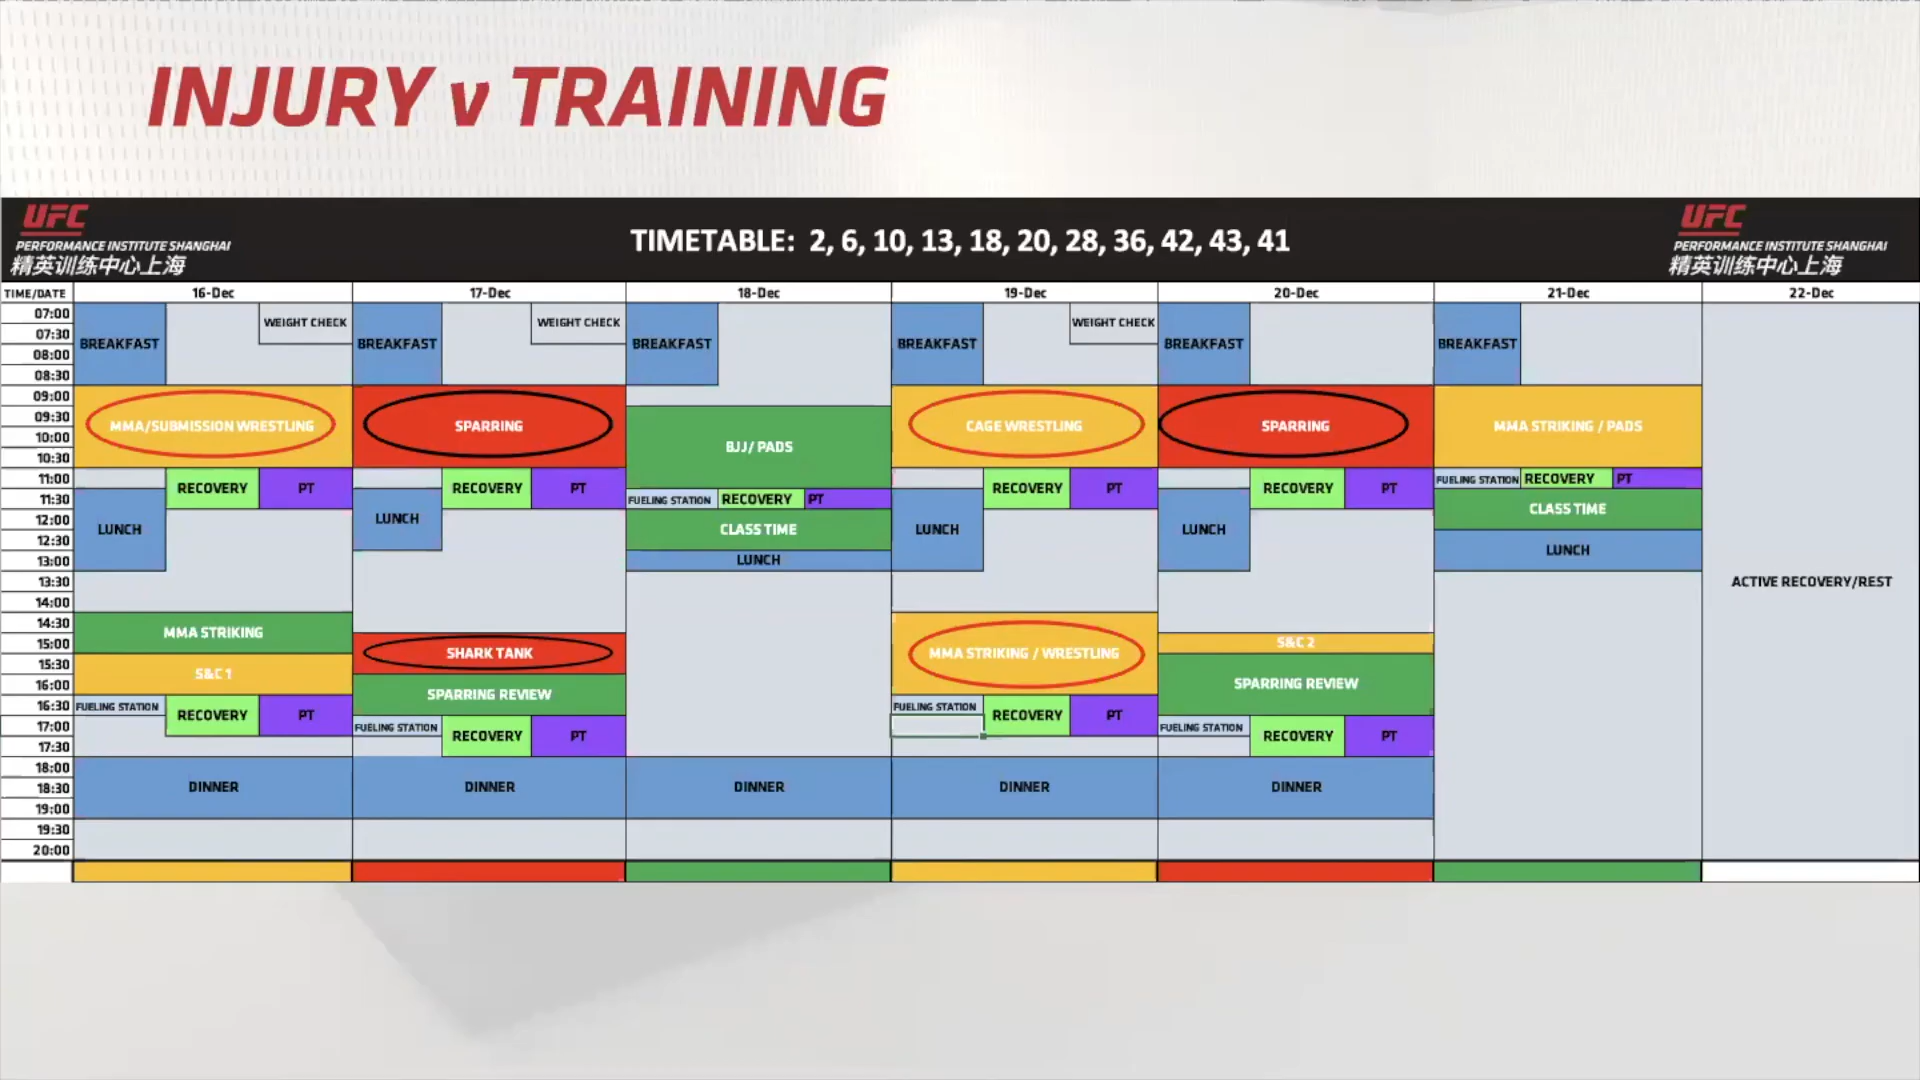 INJURY v TRAINING
UFC
PERFORMANCE INSTITUTE SHANGHAI
精英训练中心上海
TIMETABLE: 2, 6, 10, 13, 18, 20, 28, 36, 42, 43, 41
UFC
PERFORMANCE INSTITUTE SHANGHAI
精英训练中心上海
TIME/DATE 16-Dec 17-Dec 18-Dec 19-Dec 20-Dec 21-Dec 22-Dec
07:00
WEIGHT CHECK WEIGHT CHECK WEIGHT CHECK
07:30
BREAKFAST BREAKFAST BREAKFAST BREAKFAST BREAKFAST BREAKFAST
08:00
08:30
09:00
09:30
MMA/SUBMISSION WRESTLING SPARRING CAGE WRESTLING SPARRING MMA STRIKING / PADS
10:00
BJJ/ PADS
10:30
11:00
FUELING STATION RECOVERY PT
RECOVERY PT RECOVERY PT RECOVERY PT RECOVERY PT
11:30
FUELING STATION RECOVERY PT
CLASS TIME
12:00
LUNCH LUNCH CLASS TIME LUNCH LUNCH
12:30
LUNCH
13:00
LUNCH
13:30
ACTIVE RECOVERY/REST
14:00
14:30
MMA STRIKING
15:00
S&C 2
SHARK TANK MMA STRIKING / WRESTLING
15:30
S&C 1
16:00
SPARRING REVIEW
SPARRING REVIEW
16:30
FUELING STATION FUELING STATION
RECOVERY PT RECOVERY PT
17:00
FUELING STATION FUELING STATION
RECOVERY PT RECOVERY PT
17:30
18:00
18:30
DINNER DINNER DINNER DINNER DINNER
19:00
19:30
20:00